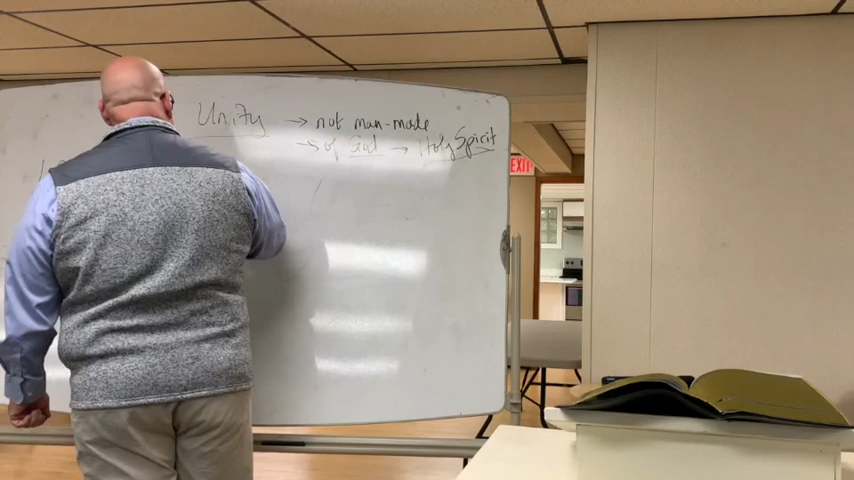 Unity → not man-made
→ of God → Holy Spirit
EXIT